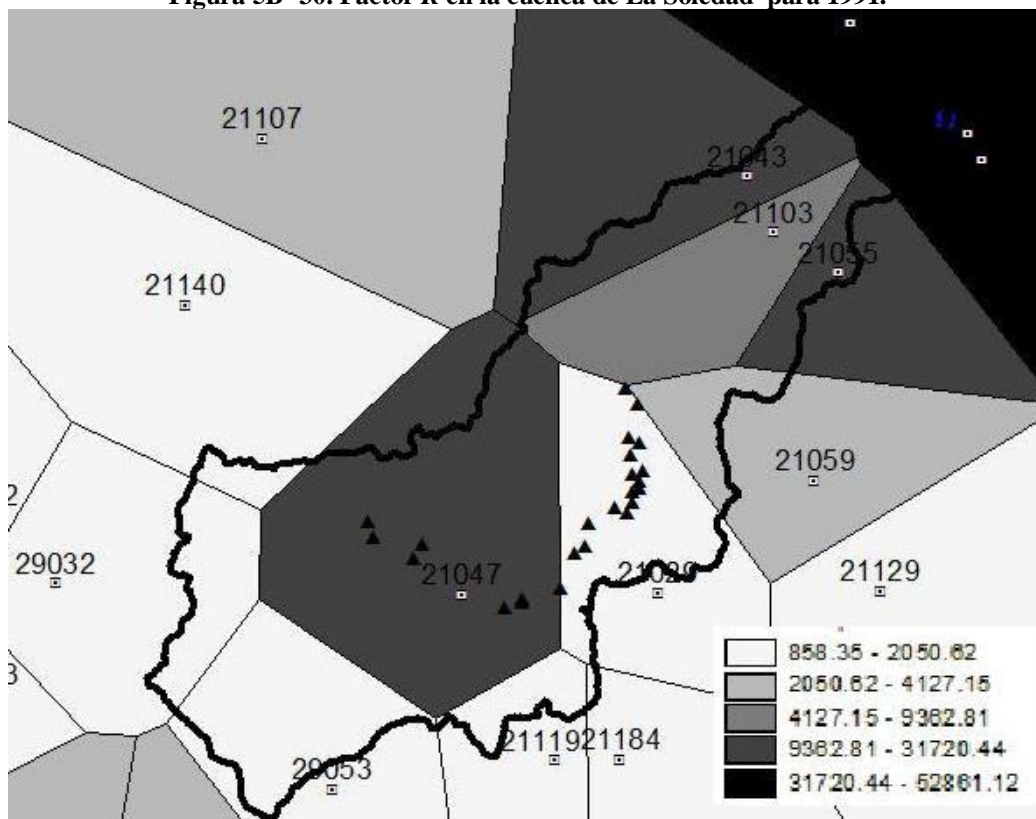 Figura 5B -30. Factor R en la cuenca de La Soledad para 1991.
21107
21043
21103
21055
21140
21059
29032
21047
21029
21129
21119
21184
29053
858.35 - 2050.62
2050.62 - 4127.15
4127.15 - 9362.81
9362.81 - 31720.44
31720.44 - 52861.12